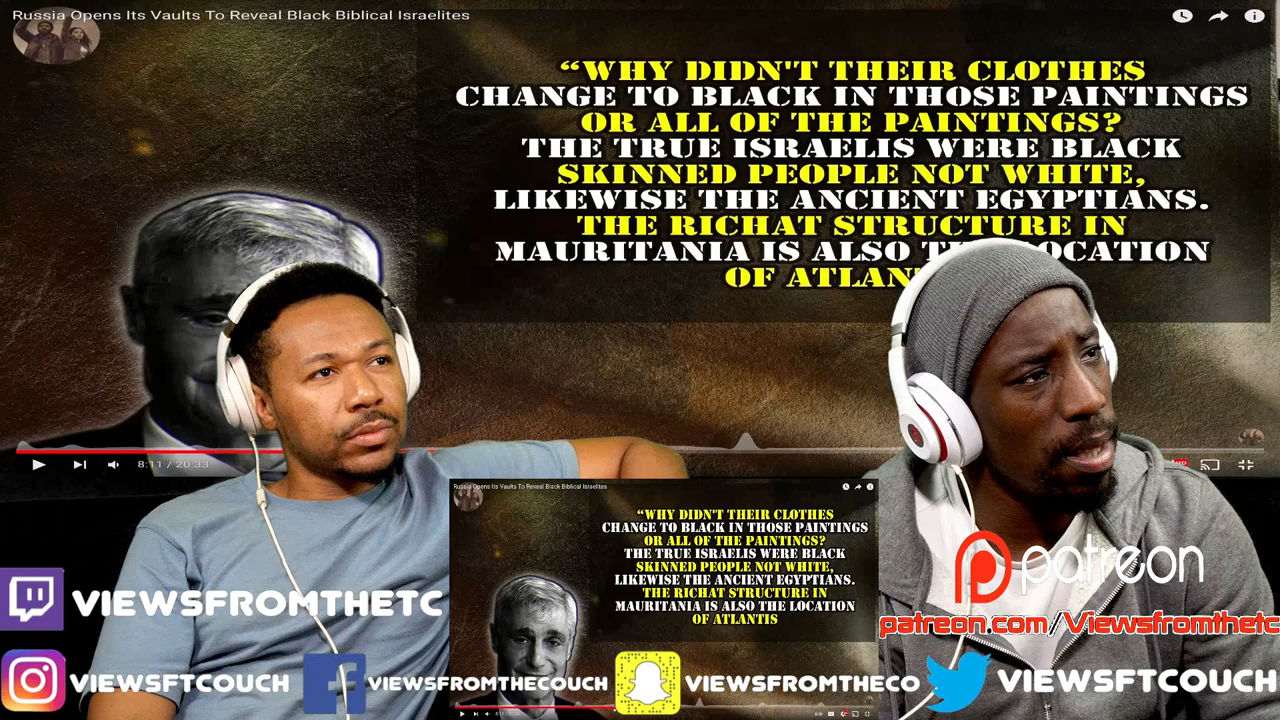 Russia Opens Its Vaults To Reveal Black Biblical Israelites
“WHY DIDN'T THEIR CLOTHES
CHANGE TO BLACK IN THOSE PAINTINGS
OR ALL OF THE PAINTINGS?
THE TRUE ISRAELIS WERE BLACK
SKINNED PEOPLE NOT WHITE,
LIKEWISE THE ANCIENT EGYPTIANS.
THE RICHAT STRUCTURE IN
MAURITANIA IS ALSO TH LOCATION
OF ATLAN
8:11 / 20:33
HD
Russia Opens Its Vaults To Reveal Black Biblical Israelites
“WHY DIDN'T THEIR CLOTHES
CHANGE TO BLACK IN THOSE PAINTINGS
OR ALL OF THE PAINTINGS?
THE TRUE ISRAELIS WERE BLACK
SKINNED PEOPLE NOT WHITE,
LIKEWISE THE ANCIENT EGYPTIANS.
THE RICHAT STRUCTURE IN
MAURITANIA IS ALSO THE LOCATION
OF ATLANTIS
patreon
patreon.com/Viewsfromthetc
VIEWSFROMTHETC
VIEWSFTCOUCH
VIEWSFROMTHECOUCH
VIEWSFROMTHECO
VIEWSFTCOUCH